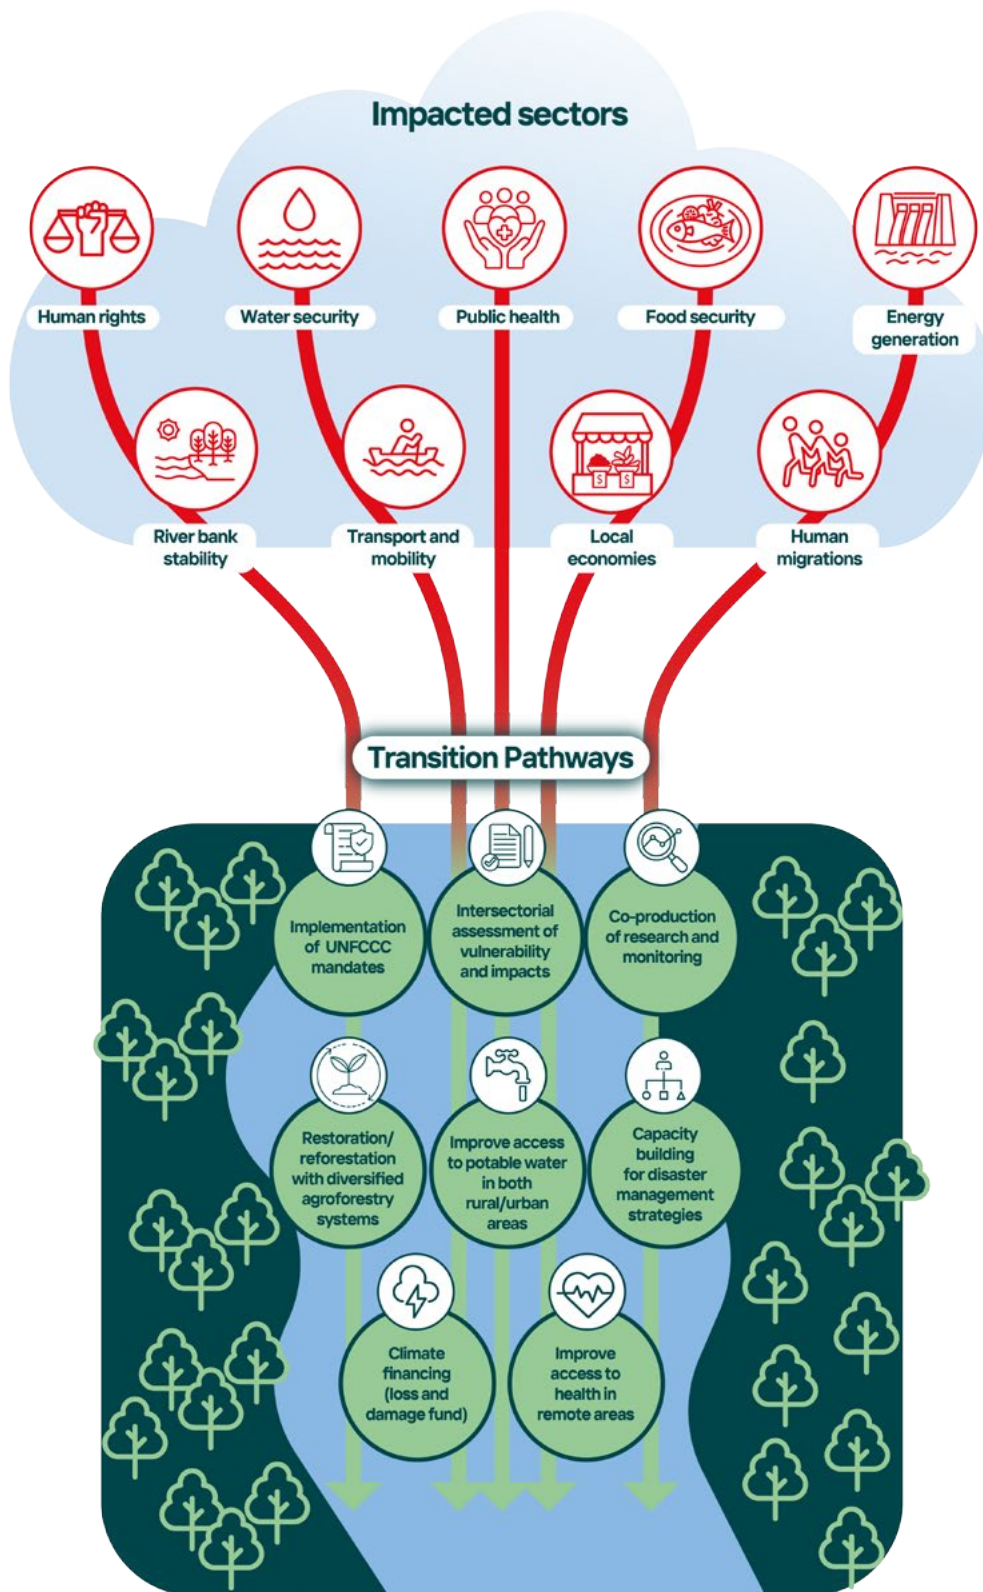 Impacted sectors
Human rights
Water security
Public health
Food security
Energy
generation
River bank
stability
Transport and
mobility
Local
economies
Human
migrations
Transition Pathways
Implementation
of UNFCCC
mandates
Intersectorial
assessment of
vulnerability
and impacts
Co-production
of research and
monitoring
Restoration/
reforestation
with diversified
agroforestry
systems
Improve access
to potable water
in both
rural/urban
areas
Capacity
building
for disaster
management
strategies
Climate
financing
(loss and
damage fund)
Improve
access to
health in
remote areas